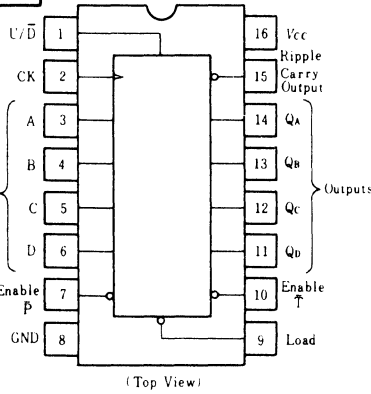 U/D̅ 1
16 Vcc
CK 2
15 Ripple Carry Output
A 3
14 QA
B 4
13 QB
C 5
12 QC
D 6
11 QD
Outputs
Enable P̅ 7
10 Enable T̅
GND 8
9 Load
(Top View)